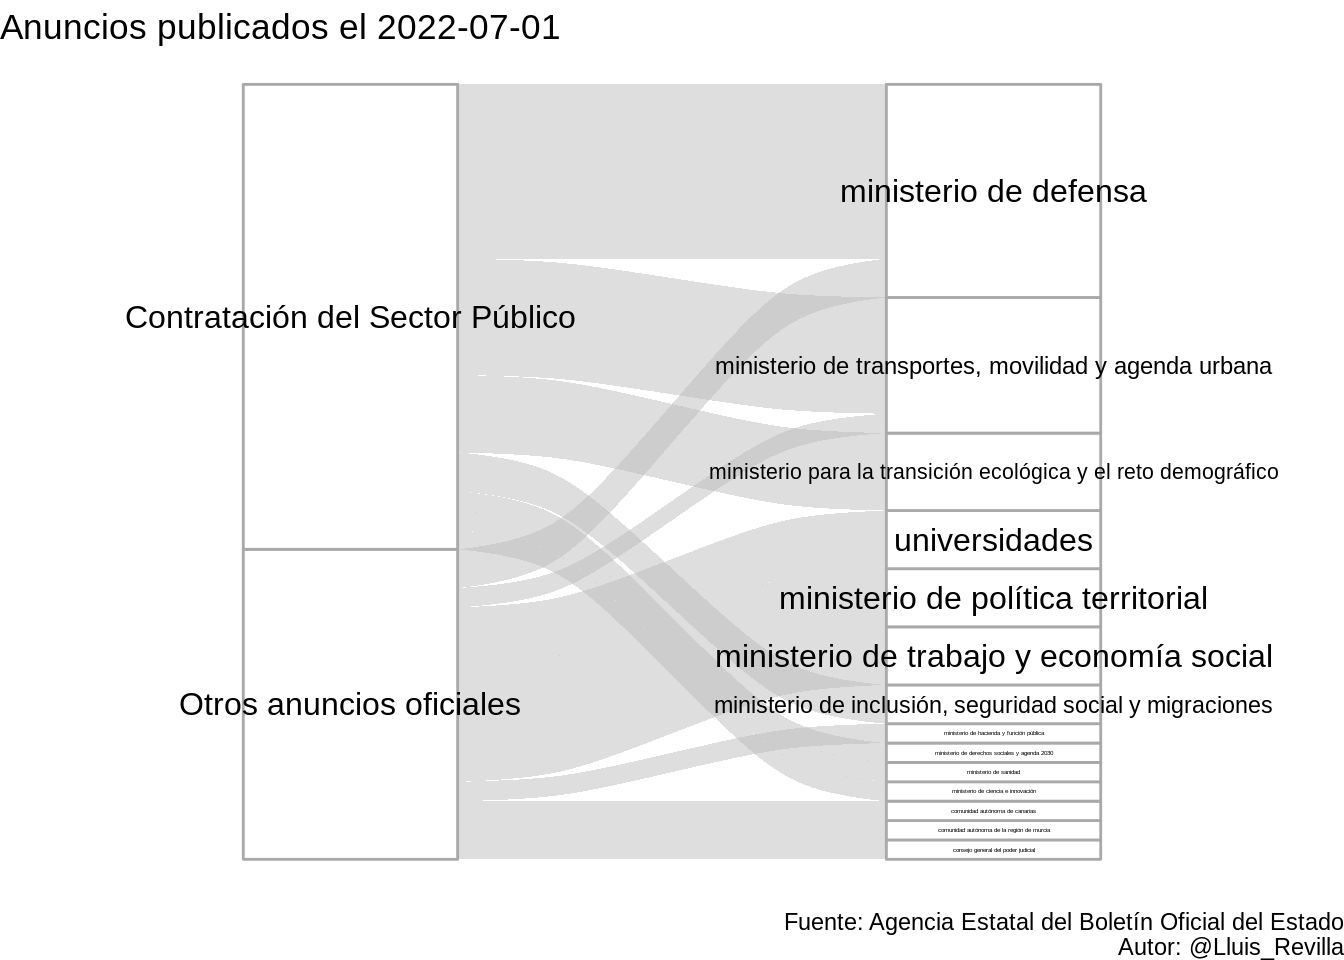 Anuncios publicados el 2022-07-01
Contratación del Sector Público
Otros anuncios oficiales
ministerio de defensa
ministerio de transportes, movilidad y agenda urbana
ministerio para la transición ecológica y el reto demográfico
universidades
ministerio de política territorial
ministerio de trabajo y economía social
ministerio de inclusión, seguridad social y migraciones
ministerio de hacienda y función pública
ministerio de derechos sociales y agenda 2030
ministerio de sanidad
ministerio de ciencia e innovación
comunidad autónoma de canarias
comunidad autónoma de la región de murcia
consejo general del poder judicial
Fuente: Agencia Estatal del Boletín Oficial del Estado
Autor: @Lluis_Revilla